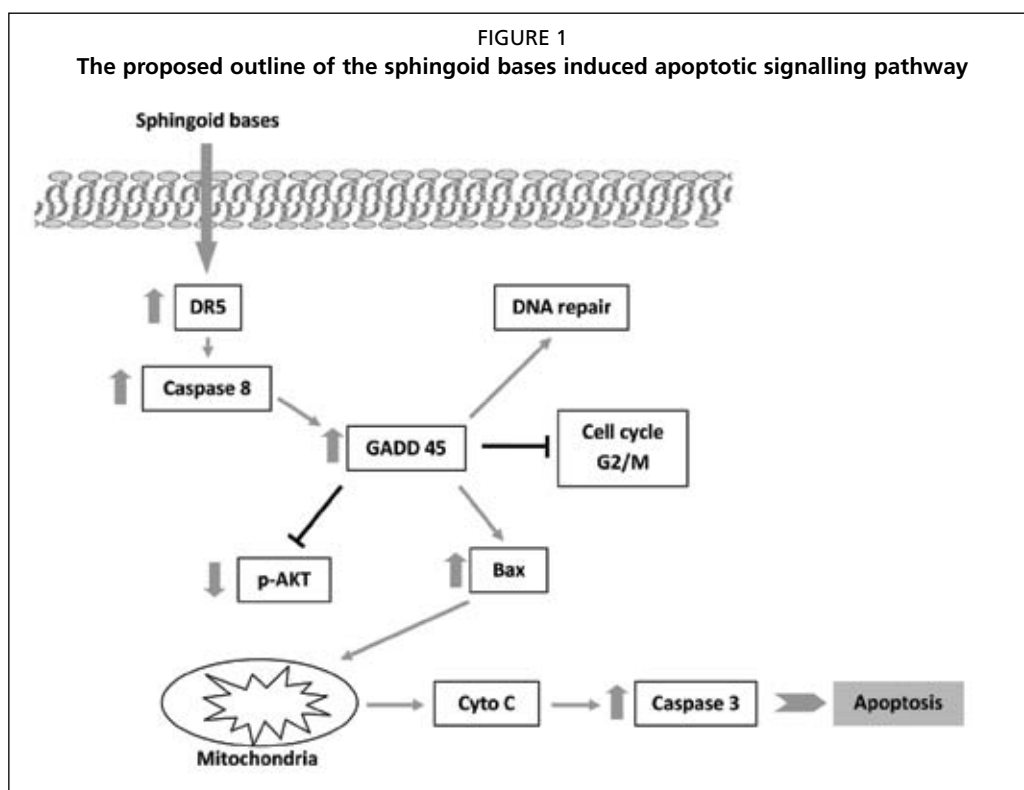 FIGURE 1
The proposed outline of the sphingoid bases induced apoptotic signalling pathway
Sphingoid bases
DR5
DNA repair
Caspase 8
GADD 45
Cell cycle
G2/M
p-AKT
Bax
Cyto C
Caspase 3
Apoptosis
Mitochondria